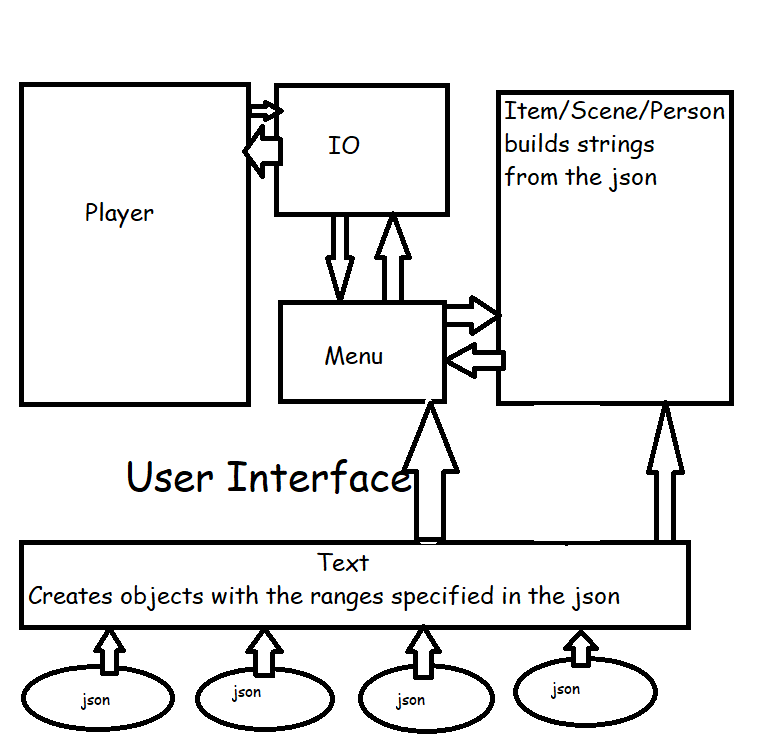 Player
IO
Item/Scene/Person
builds strings
from the json
Menu
User Interface
Text
Creates objects with the ranges specified in the json
json
json
json
json